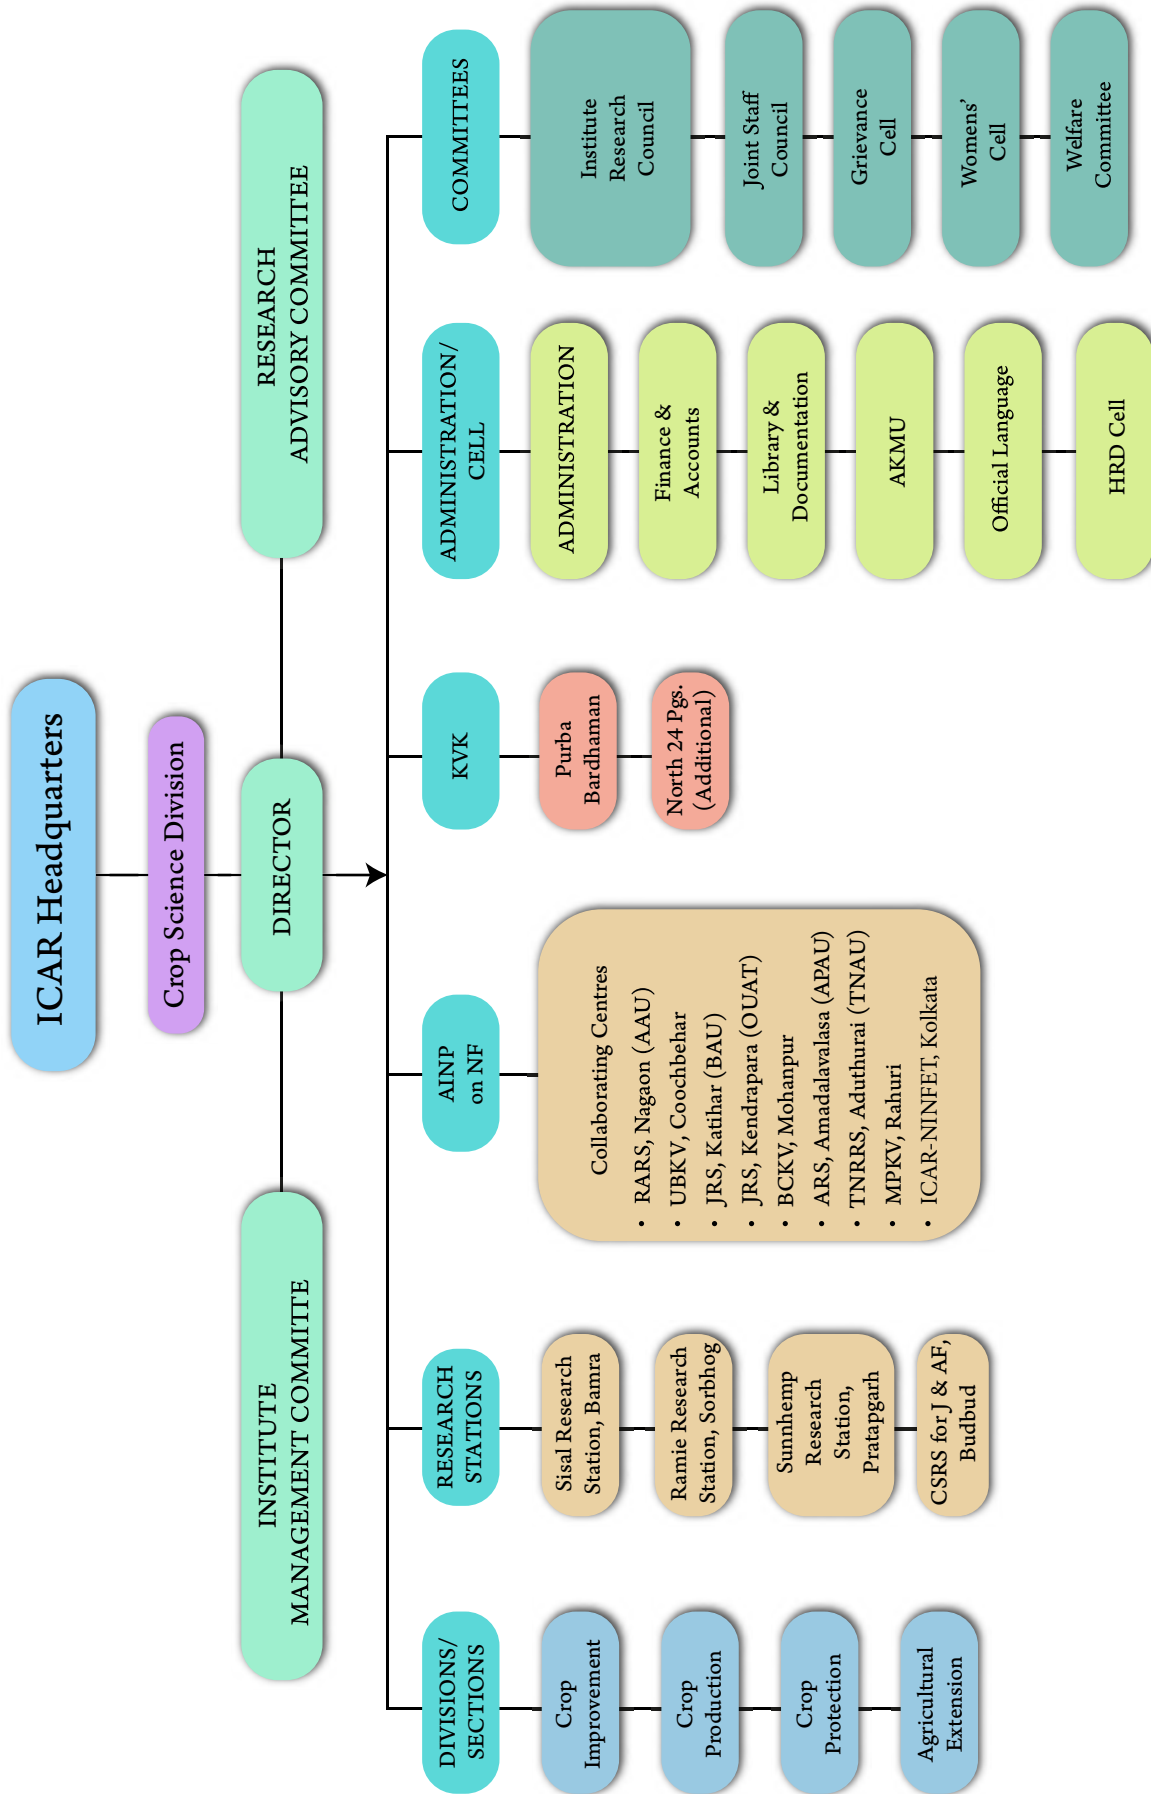 ICAR Headquarters
Crop Science Division
INSTITUTE
MANAGEMENT COMMITE
DIRECTOR
RESEARCH
ADVISORY COMMITTEE
DIVISIONS/
SECTIONS
Crop
Improvement
Crop
Production
Crop
Protection
Agricultural
Extension
RESEARCH
STATIONS
Sisal Research
Station, Bamra
Ramie Research
Station, Sorbhog
Sunnhemp
Research
Station,
Pratapgarh
CSRS for J & AF,
Budbud
AINP
on NF
Collaborating Centres
• RARS, Nagaon (AAU)
• UBKV, Coochbehar
• JRS, Katihar (BAU)
• JRS, Kendrapara (OUAT)
• BCKV, Mohanpur
• ARS, Amadalavalasa (APAU)
• TNRRS, Aduthurai (TNAU)
• MPKV, Rahuri
• ICAR-NINFET, Kolkata
KVK
Purba
Bardhaman
North 24 Pgs.
(Additional)
ADMINISTRATION/
CELL
ADMINISTRATION
Finance &
Accounts
Library &
Documentation
AKMU
Official Language
HRD Cell
COMMITTEES
Institute
Research
Council
Joint Staff
Council
Grievance
Cell
Womens'
Cell
Welfare
Committee